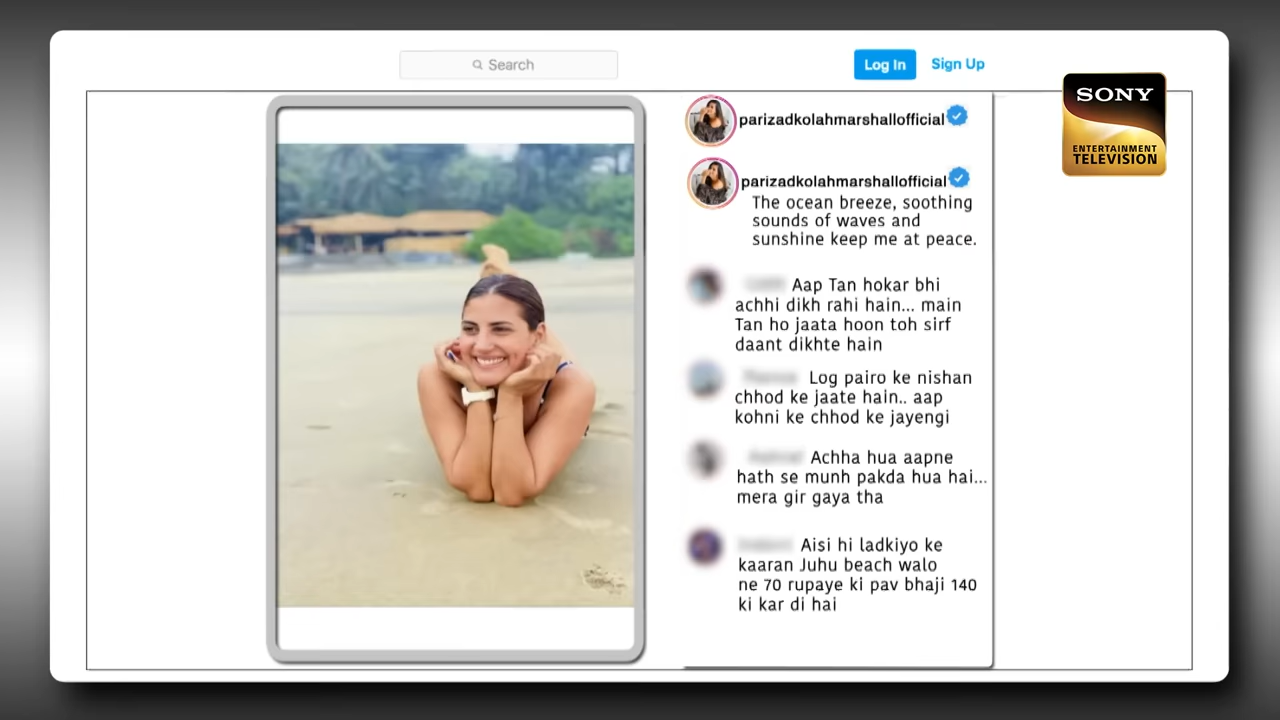 Search
Log In
Sign Up
SONY
ENTERTAINMENT
TELEVISION
parizadkolahmarshallofficial
parizadkolahmarshallofficial
The ocean breeze, soothing
sounds of waves and
sunshine keep me at peace.
Aap Tan hokar bhi
achhi dikh rahi hain... main
Tan ho jaata hoon toh sirf
daant dikhte hain
Log pairo ke nishan
chhod ke jaate hain.. aap
kohni ke chhod ke jayengi
Achha hua aapne
hath se munh pakda hua hai...
mera gir gaya tha
Aisi hi ladkiyo ke
kaaran Juhu beach walo
ne 70 rupaye ki pav bhaji 140
ki kar di hai